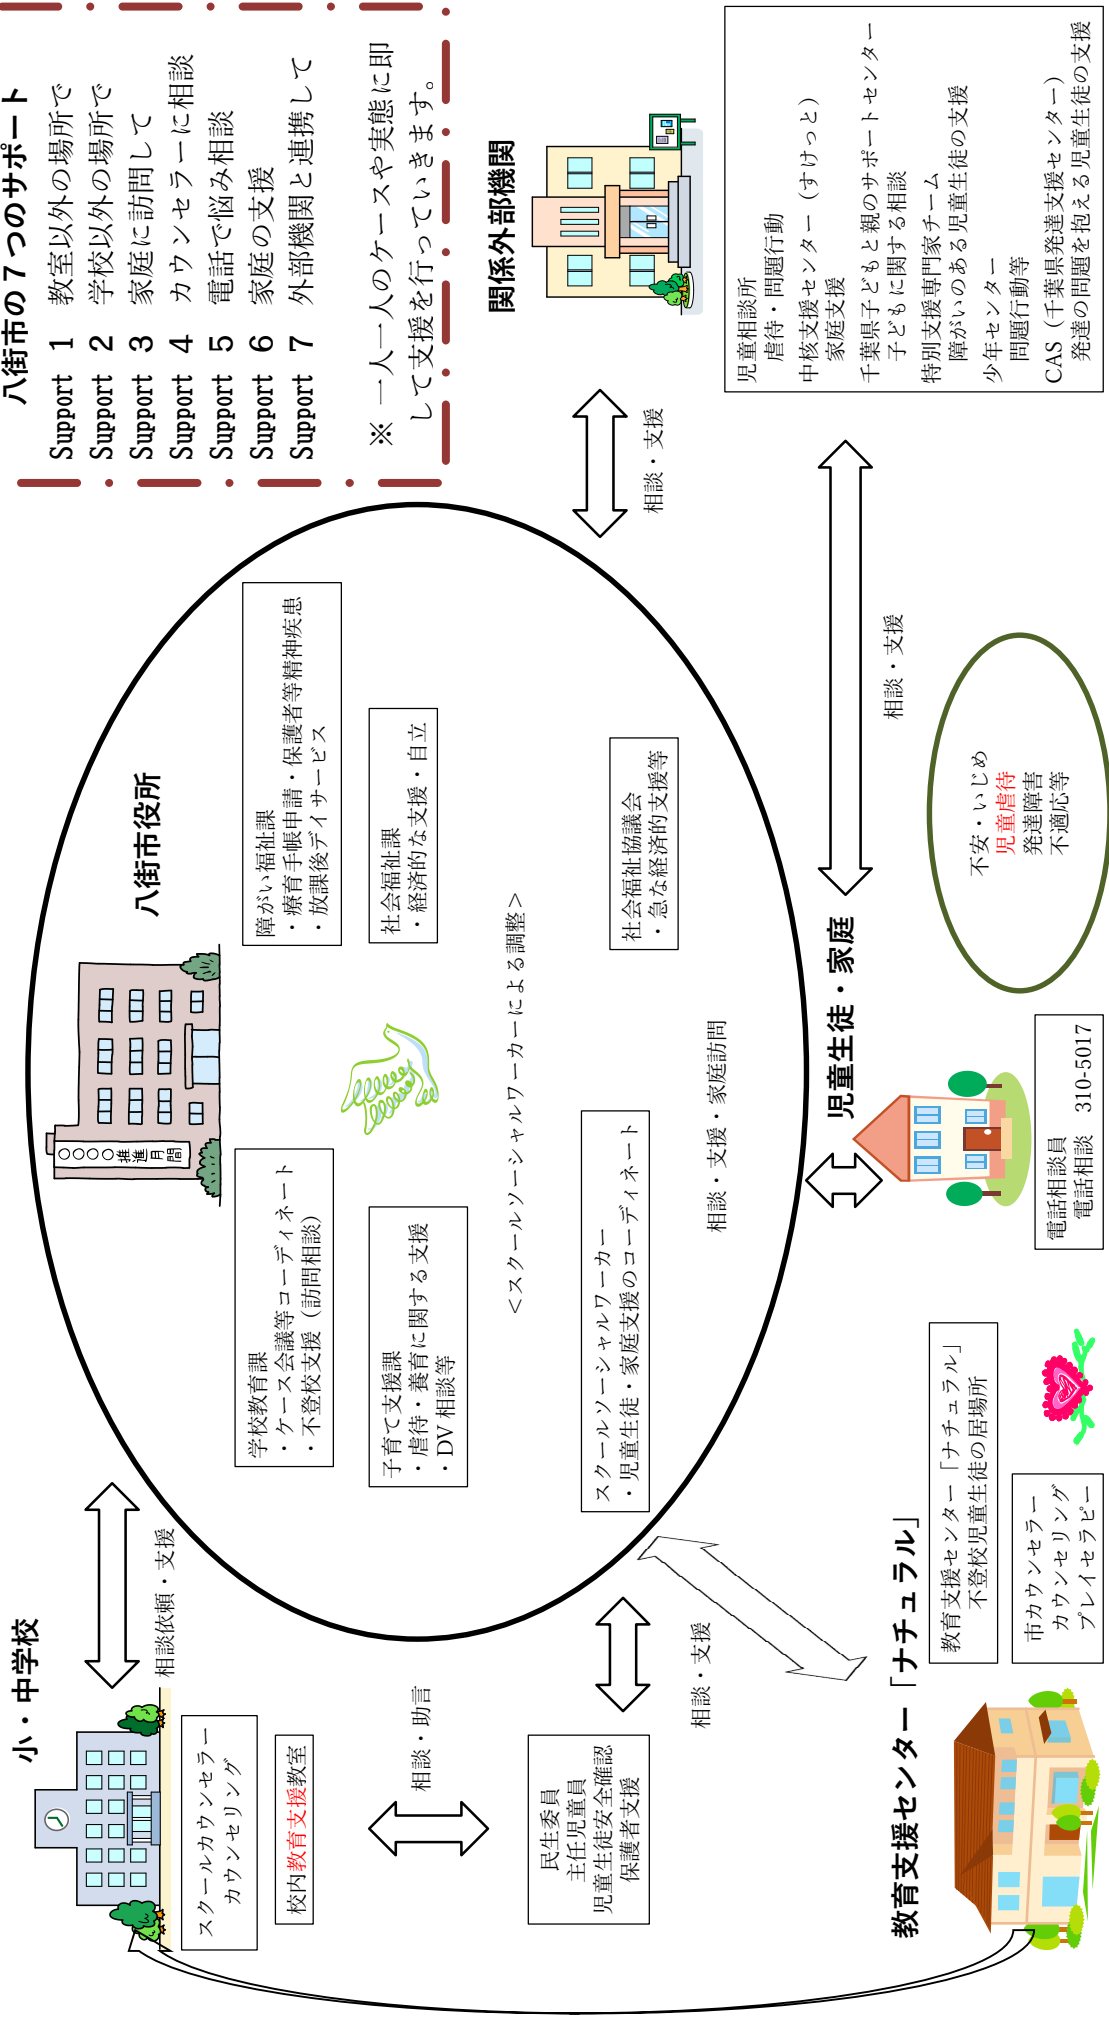 八街市の7つのサポート
Support 1 教室以外の場所で
Support 2 学校以外の場所で
Support 3 家庭に訪問して
Support 4 カウンセラーに相談
Support 5 電話で悩み相談
Support 6 家庭の支援
Support 7 外部機関と連携して
※ 一人一人のケースや実態に即
して支援を行っていきます。
小・中学校
相談依頼・支援
スクールカウンセラー
カウンセリング
校内教育支援教室
相談・助言
民生委員
主任児童員
児童生徒安全確認
保護者支援
相談・支援
八街市役所
〇〇〇〇推進月間
学校教育課
・ケース会議等コーディネート
・不登校支援（訪問相談）
子育て支援課
・虐待・養育に関する支援
・DV 相談等
障がい福祉課
・療育手帳申請・保護者等精神疾患
・放課後デイサービス
社会福祉課
・経済的な支援・自立
＜スクールソーシャルワーカーによる調整＞
スクールソーシャルワーカー
・児童生徒・家庭支援のコーディネート
社会福祉協議会
・急な経済的支援等
相談・支援・家庭訪問
関係外部機関
相談・支援
児童相談所
虐待・問題行動
中核支援センター（すけっと）
家庭支援
千葉県子どもと親のサポートセンター
子どもに関する相談
特別支援専門家チーム
障がいのある児童生徒の支援
少年センター
問題行動等
CAS（千葉県発達支援センター）
発達の問題を抱える児童生徒の支援
相談・支援
教育支援センター「ナチュラル」
教育支援センター「ナチュラル」
不登校児童生徒の居場所
市カウンセラー
カウンセリング
プレイセラピー
児童生徒・家庭
電話相談員
電話相談 310-5017
不安・いじめ
児童虐待
発達障害
不適応等